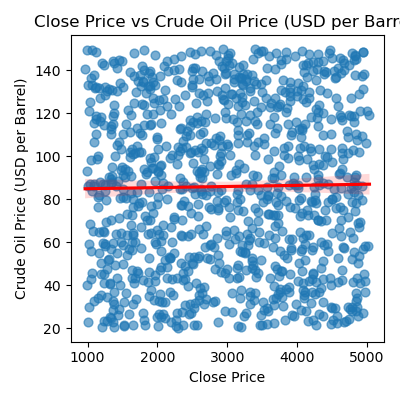 Close Price vs Crude Oil Price (USD per Barre
Crude Oil Price (USD per Barrel)
140
120
100
80
60
40
20
1000 2000 3000 4000 5000
Close Price